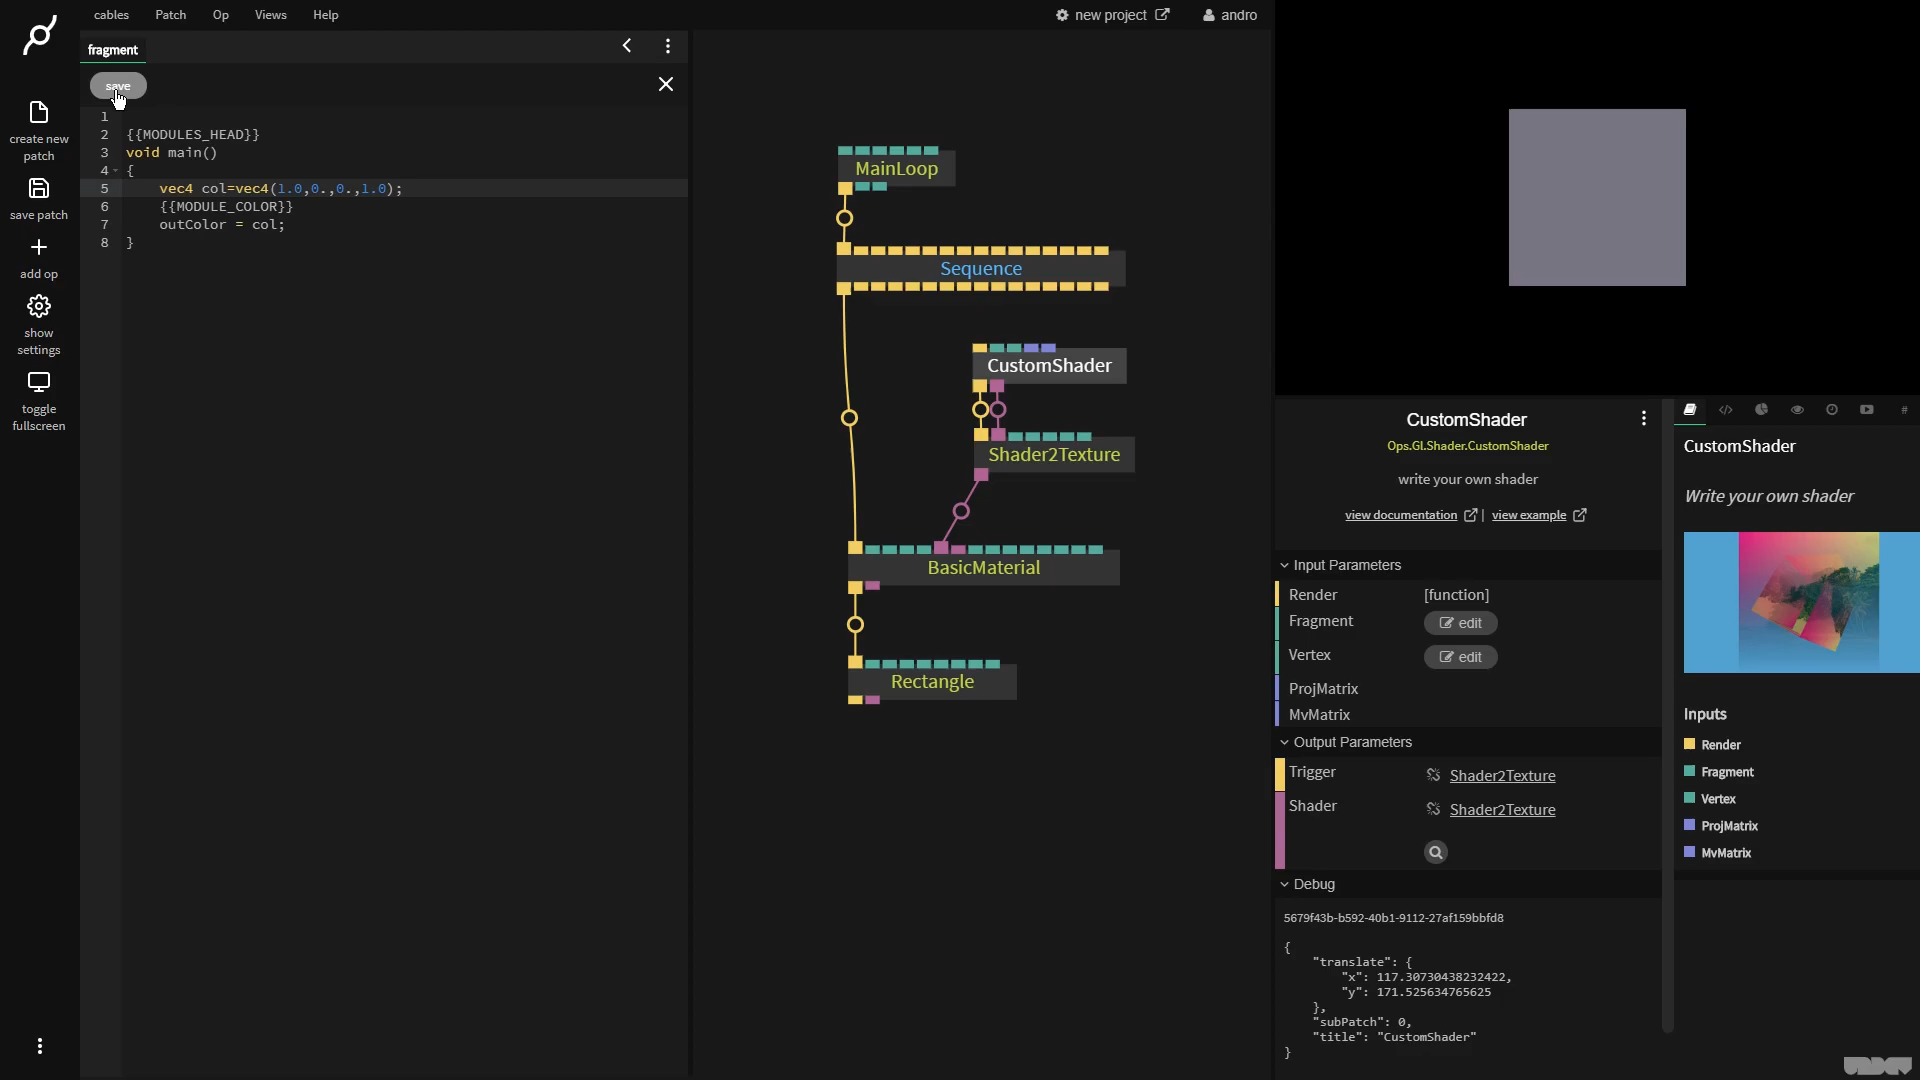 cables
Patch
Op
Views
Help
new project
andro
fragment
save
create new
patch
save patch
add op
show
settings
toggle
fullscreen
1
2 {{MODULES_HEAD}}
3 void main()
4 {
5 vec4 col=vec4(1.0,0.,0.,1.0);
6 {{MODULE_COLOR}}
7 outColor = col;
8 }
MainLoop
Sequence
CustomShader
Shader2Texture
BasicMaterial
Rectangle
CustomShader
Ops.Gl.Shader.CustomShader
write your own shader
view documentation | view example
Input Parameters
Render [function]
Fragment edit
Vertex edit
ProjMatrix
MvMatrix
Output Parameters
Trigger Shader2Texture
Shader Shader2Texture
Debug
5679f43b-b592-40b1-9112-27af159bbfd8
{
"translate": {
"x": 117.30730438232422,
"y": 171.525634765625
},
"subPatch": 0,
"title": "CustomShader"
}
#
CustomShader
Write your own shader
Inputs
Render
Fragment
Vertex
ProjMatrix
MvMatrix